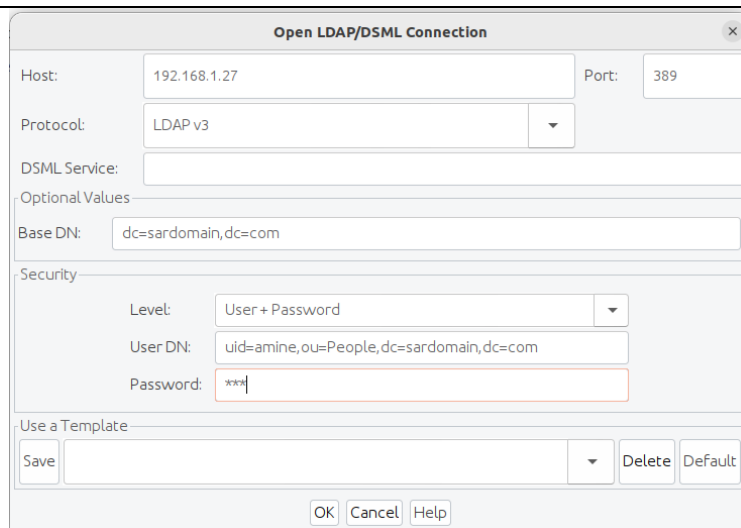 Open LDAP/DSML Connection
Host: 192.168.1.27 Port: 389
Protocol: LDAP v3
DSML Service:
Optional Values
Base DN: dc=sardomain,dc=com
Security
Level: User + Password
User DN: uid=amine,ou=People,dc=sardomain,dc=com
Password: ***
Use a Template
Save Delete Default
OK Cancel Help